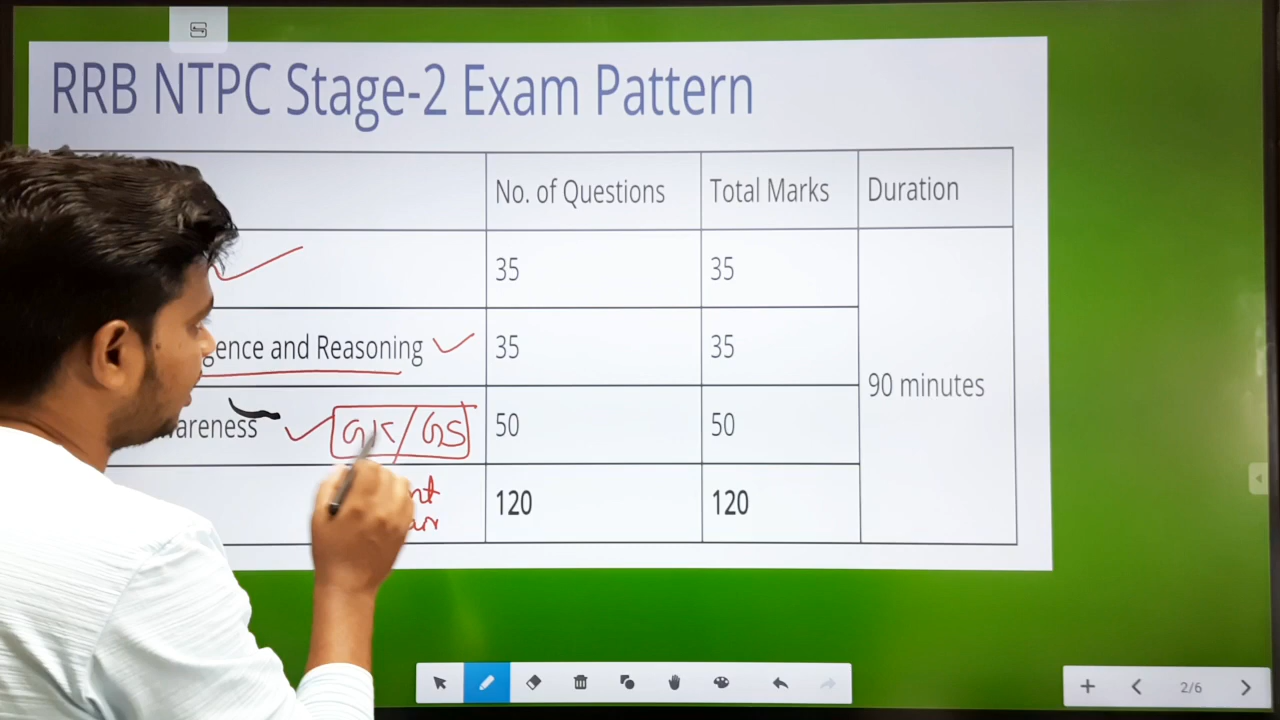 RRB NTPC Stage-2 Exam Pattern
No. of Questions Total Marks Duration
35 35
gence and Reasoning 35 35
90 minutes
wareness GK/GS 50 50
120 120
2/6